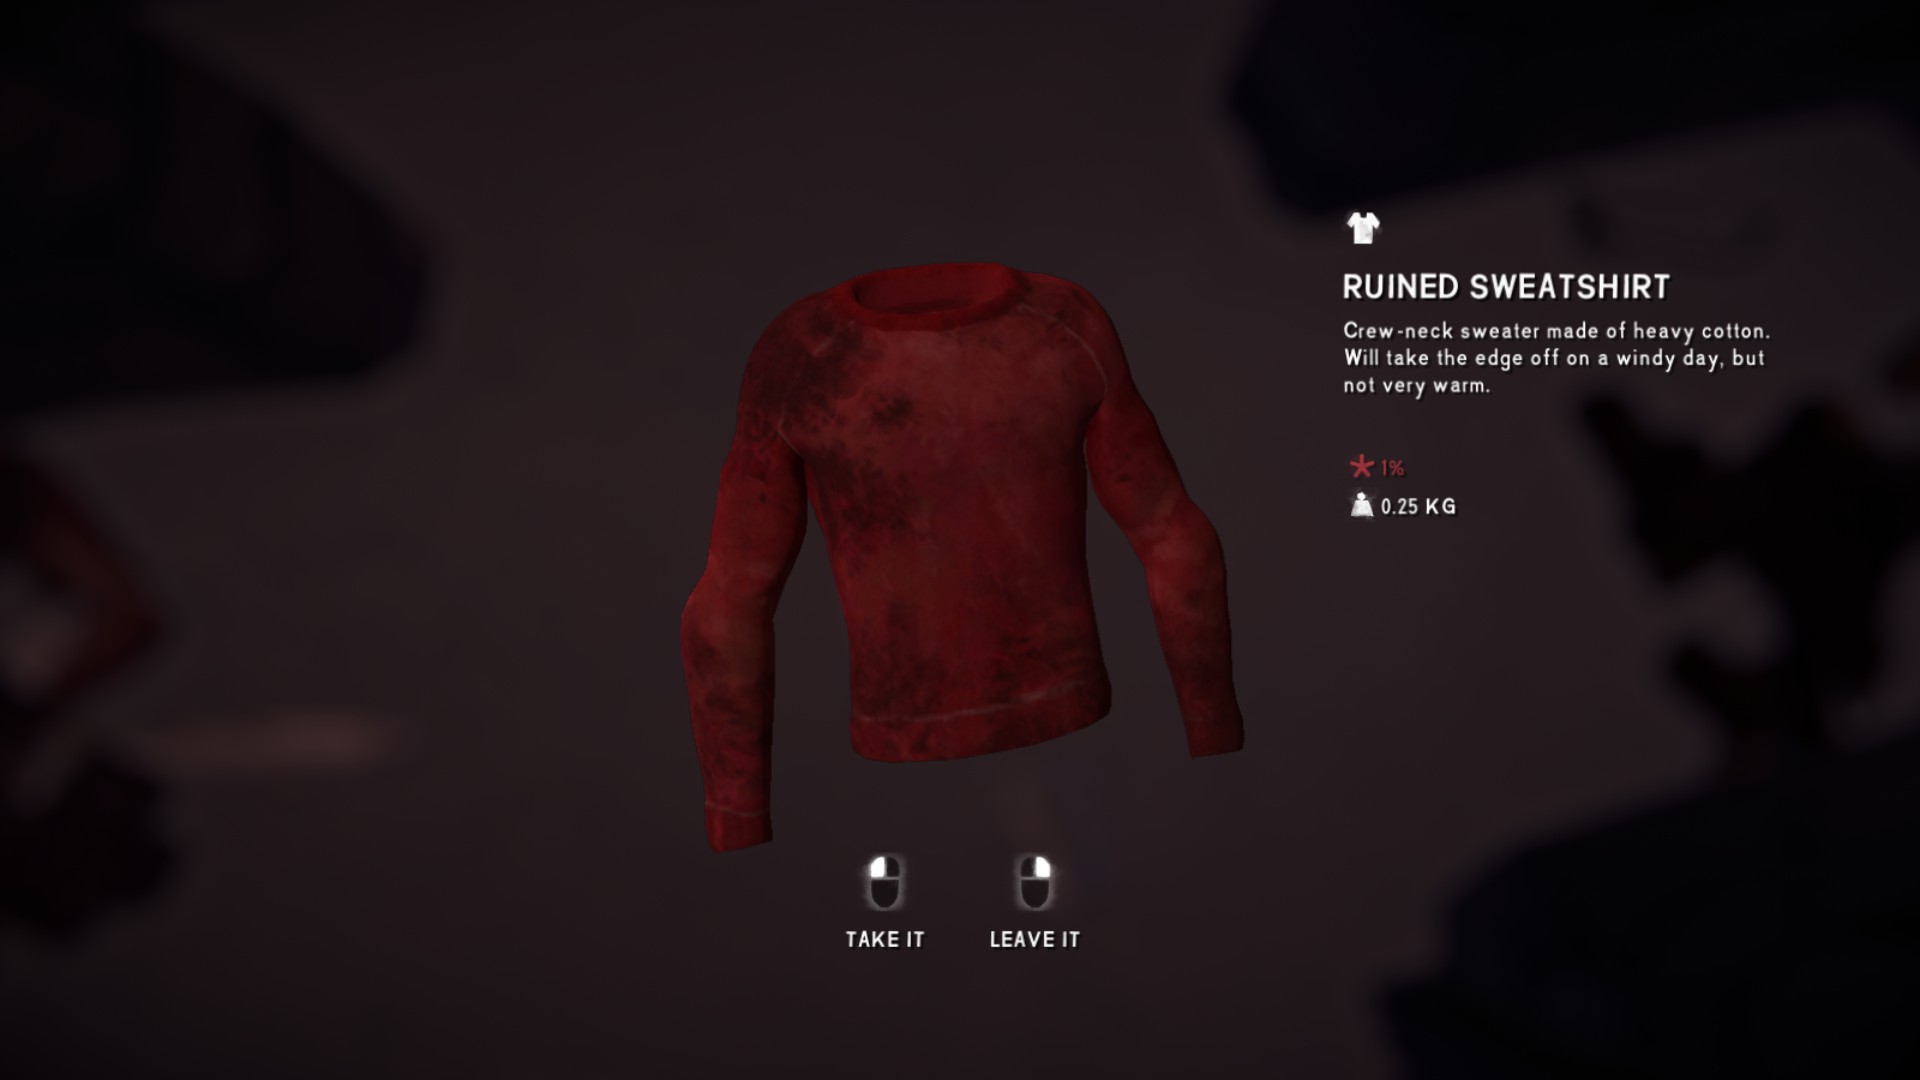 RUINED SWEATSHIRT
Crew-neck sweater made of heavy cotton.
Will take the edge off on a windy day, but
not very warm.
1%
0.25 KG
TAKE IT
LEAVE IT